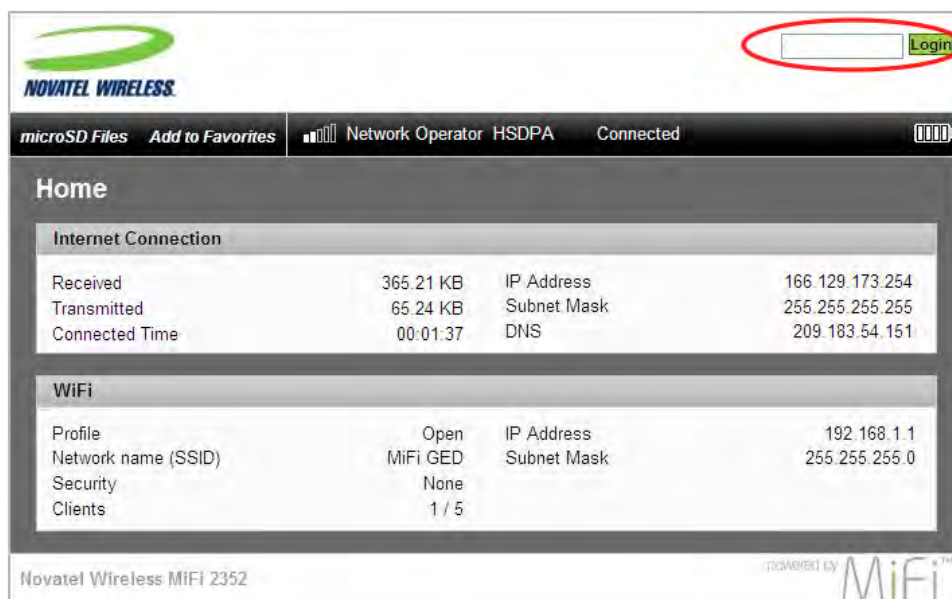 Login
NOVATEL WIRELESS.
microSD Files Add to Favorites Network Operator HSDPA Connected
Home
Internet Connection
Received 365.21 KB IP Address 166.129.173.254
Transmitted 65.24 KB Subnet Mask 255.255.255.255
Connected Time 00:01:37 DNS 209.183.54.151
WiFi
Profile Open IP Address 192.168.1.1
Network name (SSID) MiFi GED Subnet Mask 255.255.255.0
Security None
Clients 1 / 5
Novatel Wireless MiFi 2352 powered by MiFi™